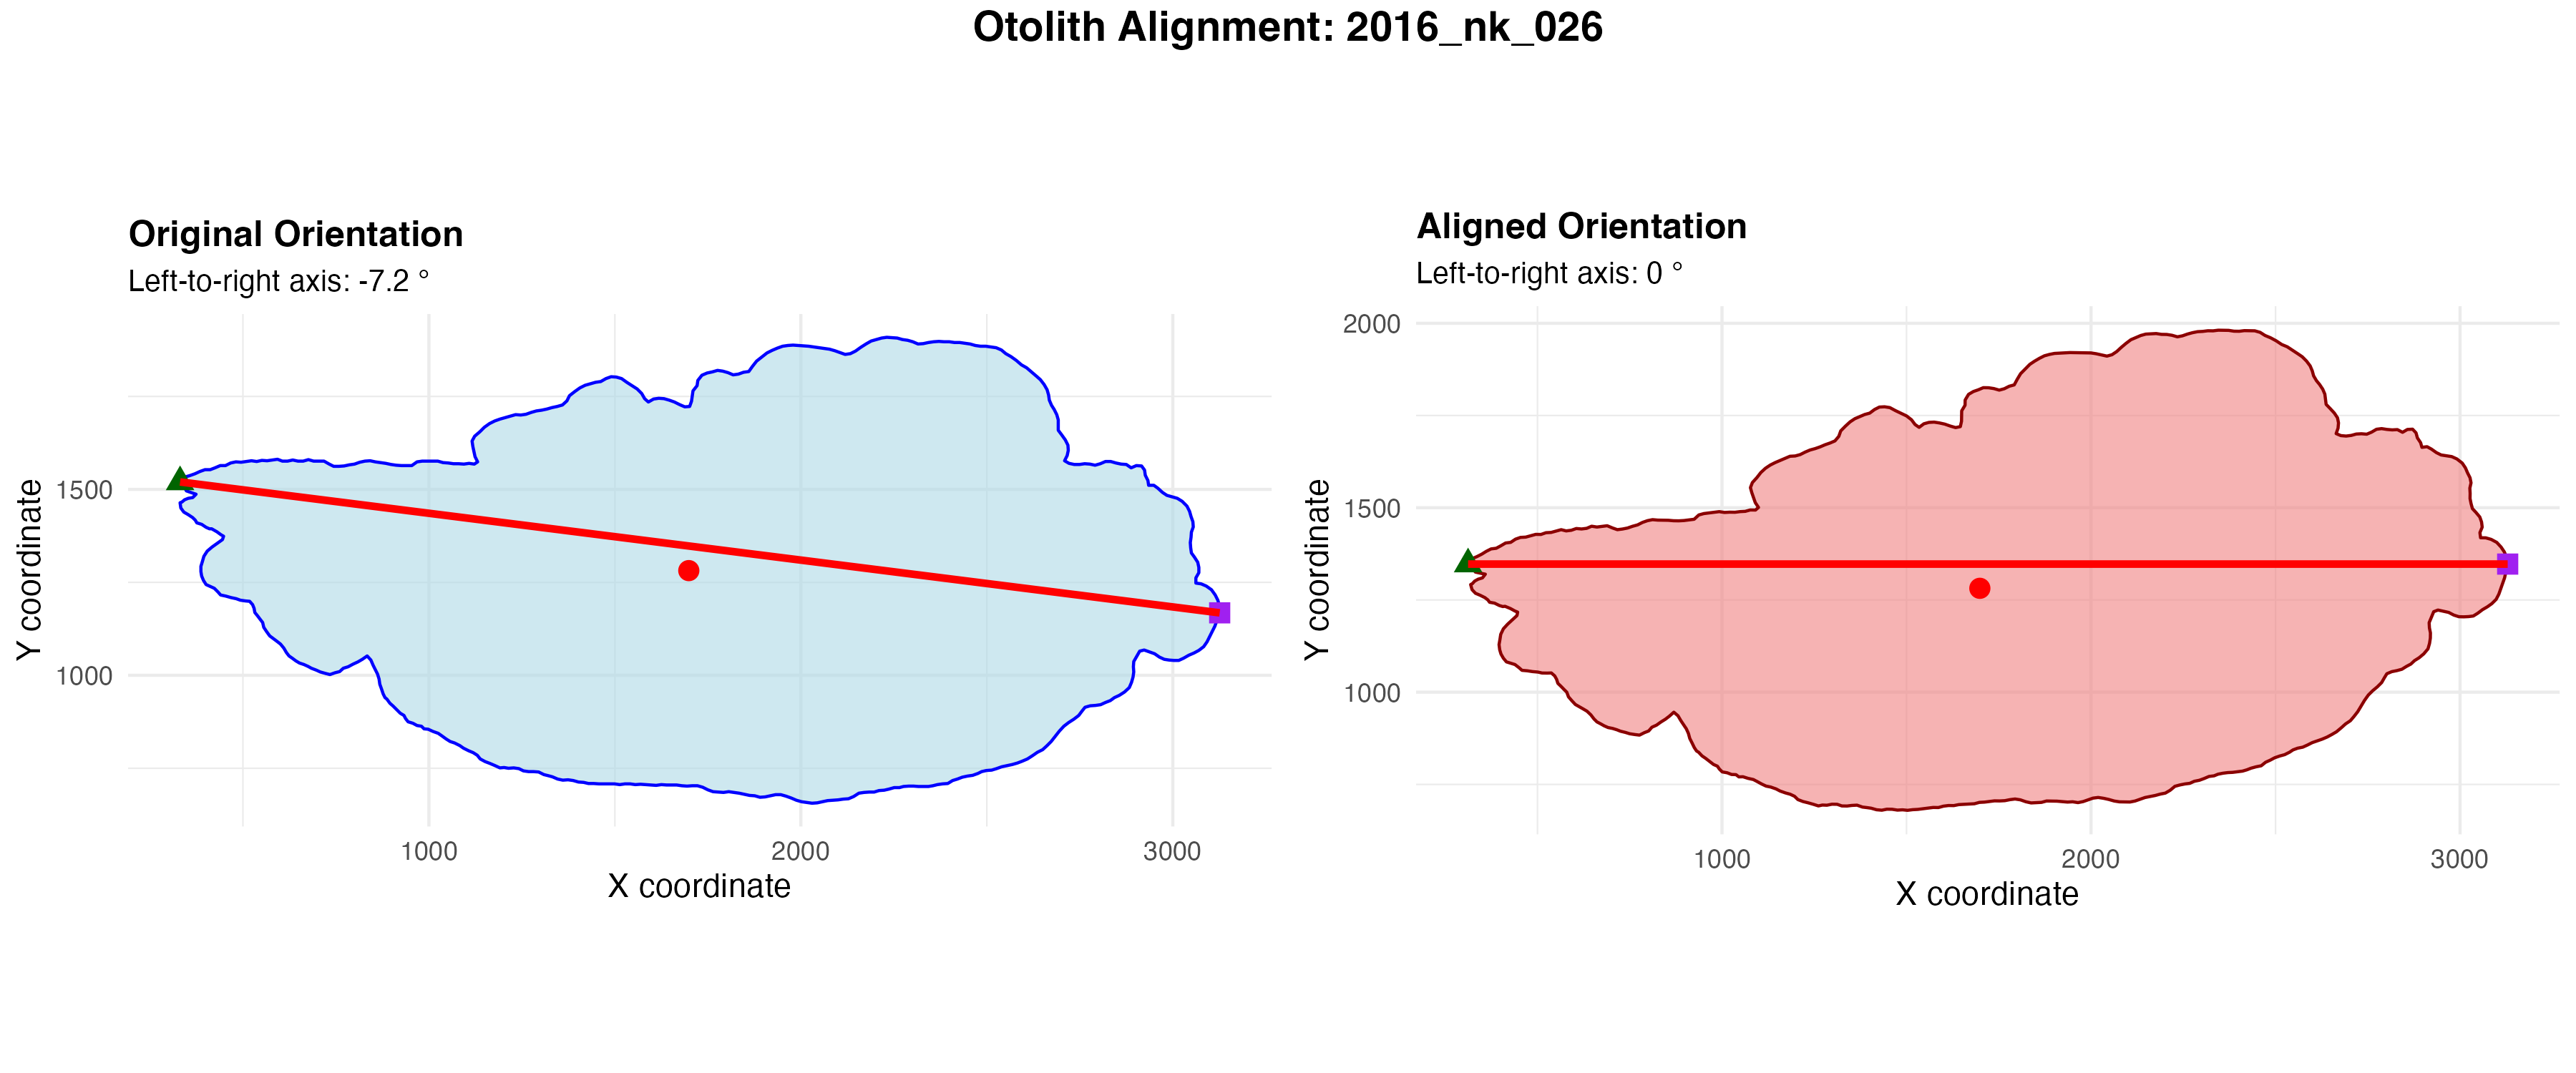 Otolith Alignment: 2016_nk_026
Original Orientation
Left-to-right axis: -7.2 °
Y coordinate
1500
1000
1000
2000
3000
X coordinate
Aligned Orientation
Left-to-right axis: 0 °
Y coordinate
2000
1500
1000
1000
2000
3000
X coordinate